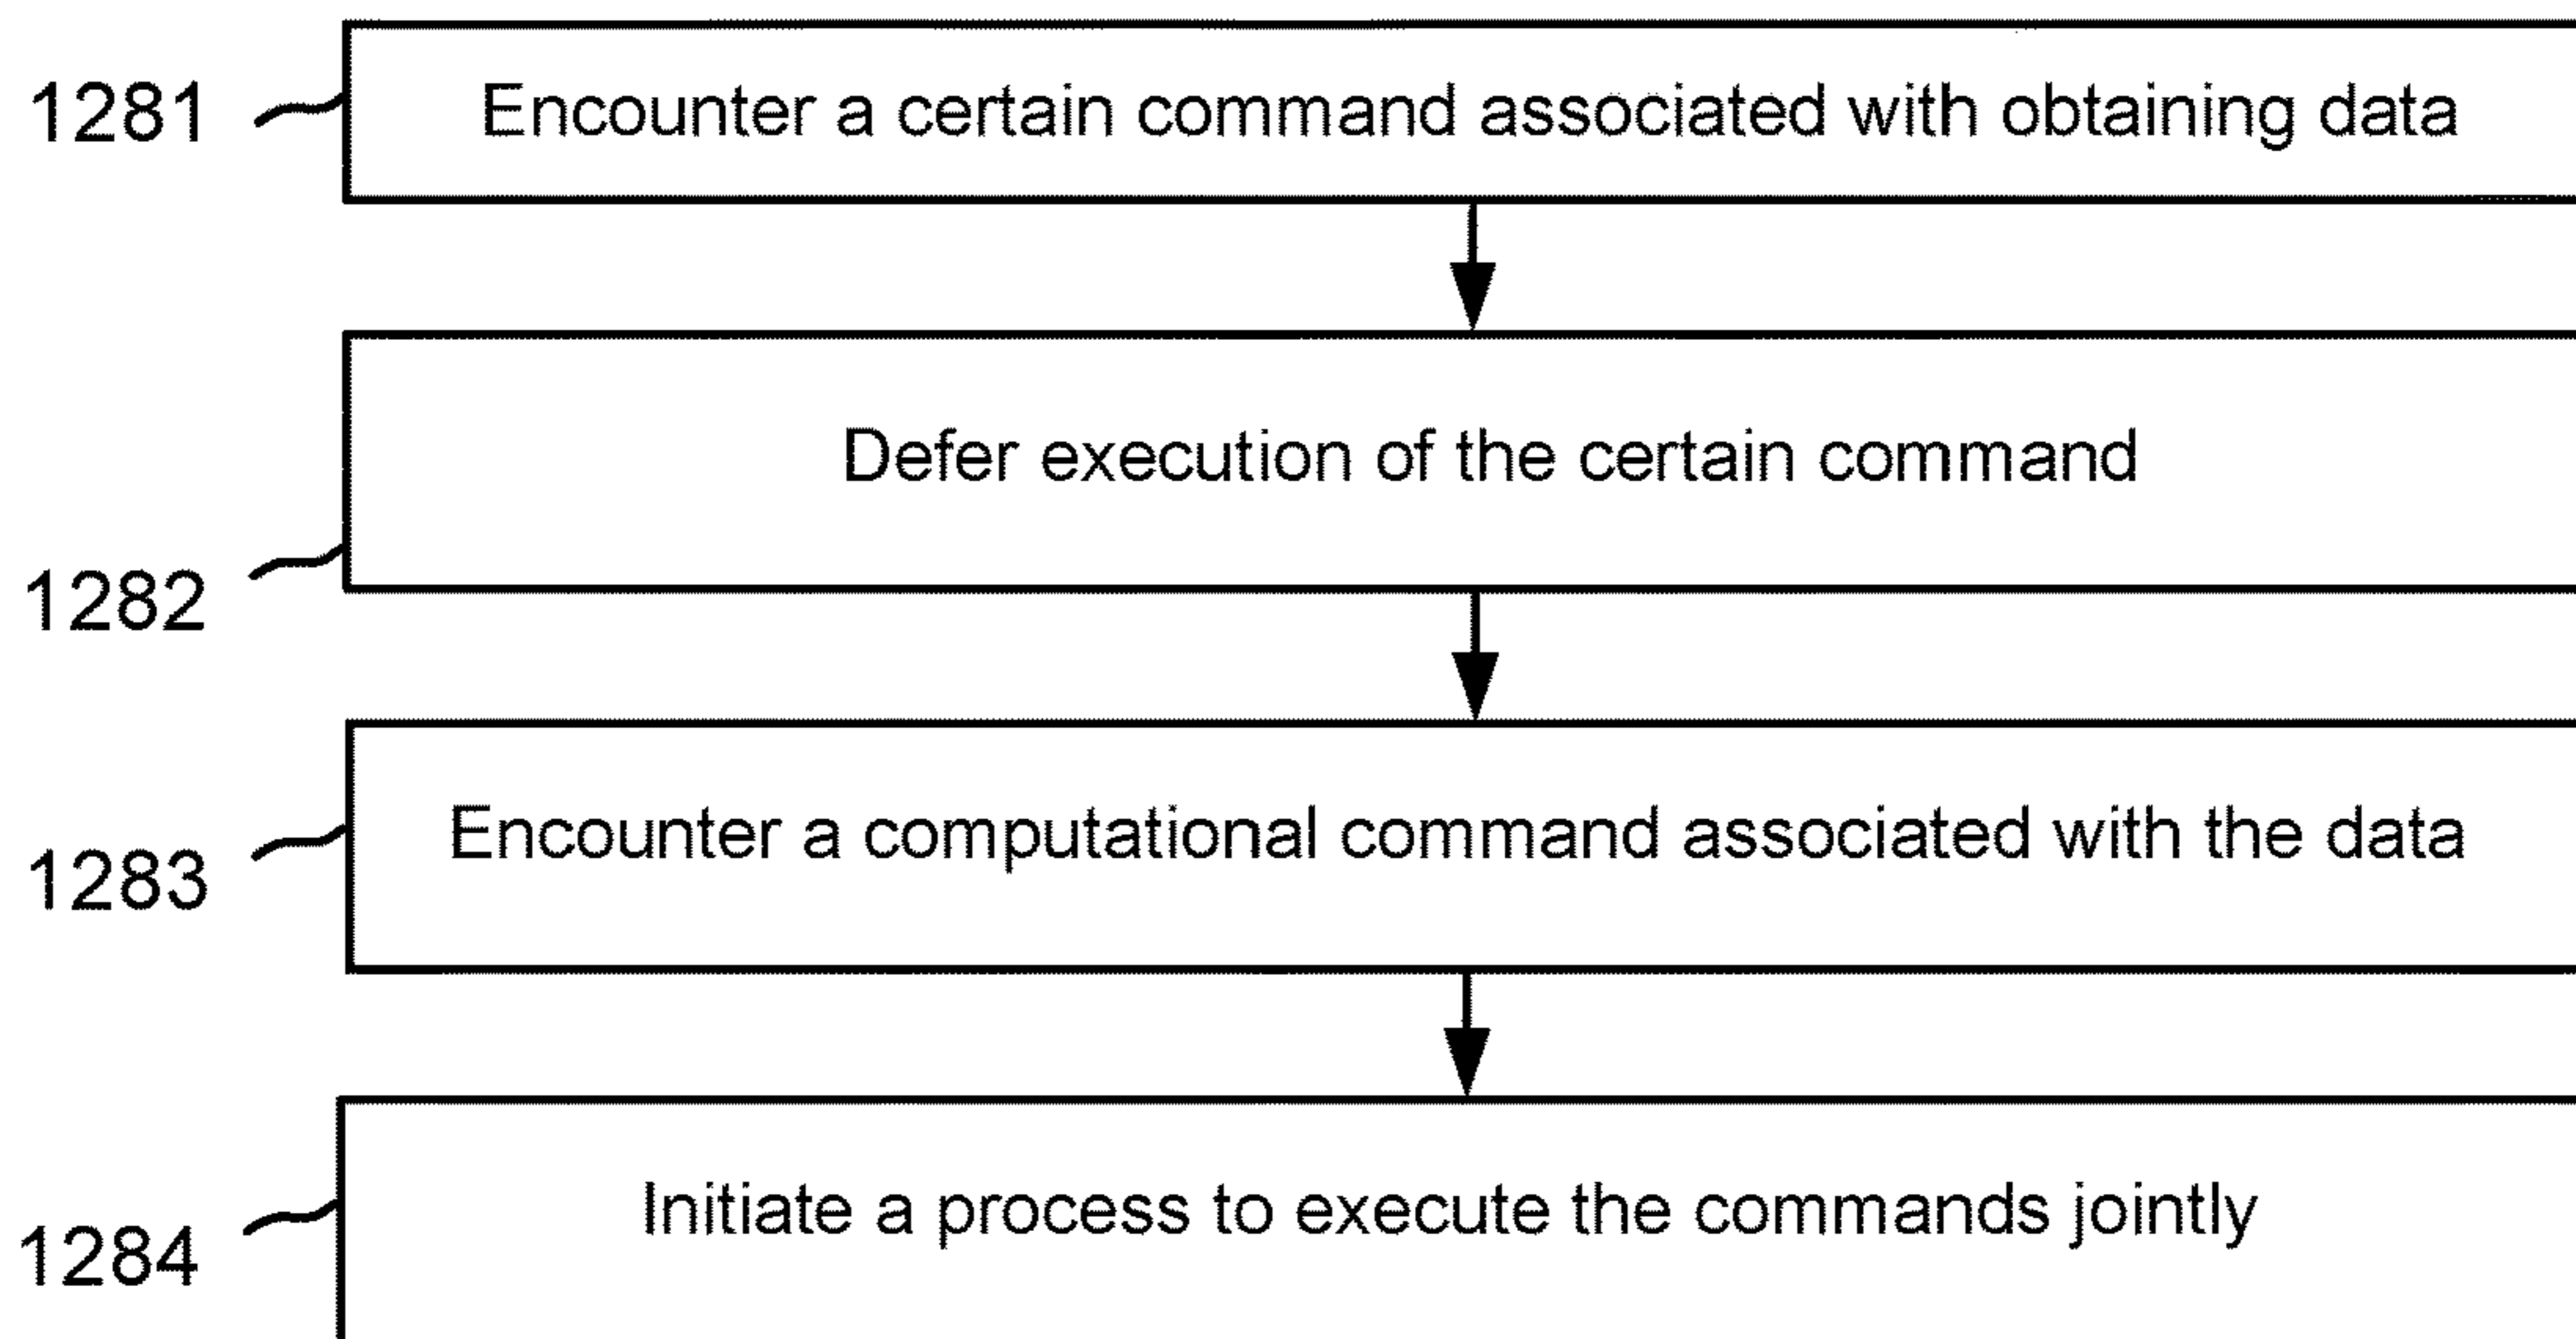 1281 Encounter a certain command associated with obtaining data
Defer execution of the certain command
1282
Encounter a computational command associated with the data
1283
Initiate a process to execute the commands jointly
1284